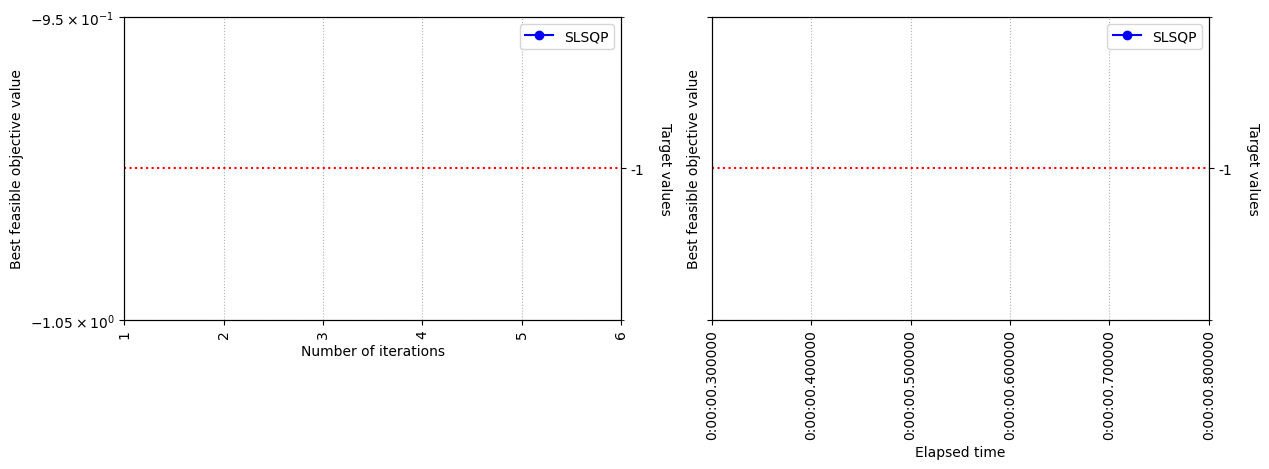 −9.5 × 10⁻¹
−1.05 × 10⁰
Best feasible objective value
1
2
3
4
5
6
Number of iterations
SLSQP
-1
Target values
Best feasible objective value
0:00:00.300000
0:00:00.400000
0:00:00.500000
0:00:00.600000
0:00:00.700000
0:00:00.800000
Elapsed time
SLSQP
-1
Target values